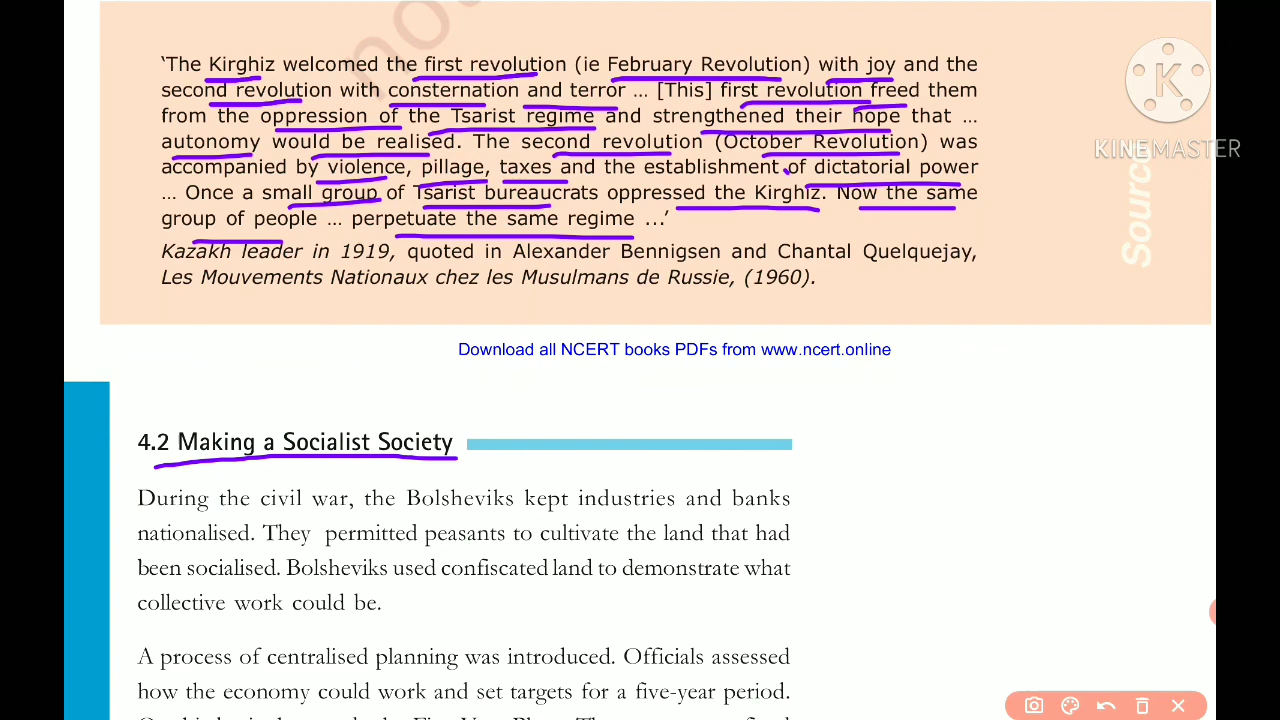 not
‘The Kirghiz welcomed the first revolution (ie February Revolution) with joy and the
second revolution with consternation and terror ... [This] first revolution freed them
from the oppression of the Tsarist regime and strengthened their hope that ...
autonomy would be realised. The second revolution (October Revolution) was
accompanied by violence, pillage, taxes and the establishment of dictatorial power
... Once a small group of Tsarist bureaucrats oppressed the Kirghiz. Now the same
group of people ... perpetuate the same regime ...’
Kazakh leader in 1919, quoted in Alexander Bennigsen and Chantal Quelquejay,
Les Mouvements Nationaux chez les Musulmans de Russie, (1960).
K
KINEMASTER
Source
Download all NCERT books PDFs from www.ncert.online
4.2 Making a Socialist Society
During the civil war, the Bolsheviks kept industries and banks
nationalised. They permitted peasants to cultivate the land that had
been socialised. Bolsheviks used confiscated land to demonstrate what
collective work could be.
A process of centralised planning was introduced. Officials assessed
how the economy could work and set targets for a five-year period.